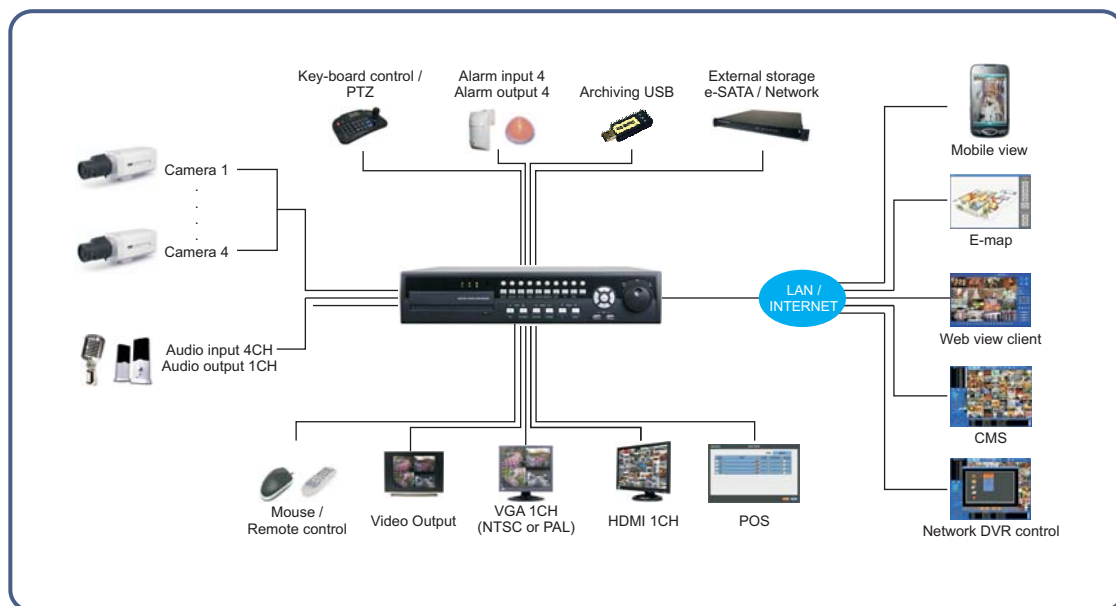 Key-board control /
PTZ
Alarm input 4
Alarm output 4
Archiving USB
External storage
e-SATA / Network
Mobile view
Camera 1
.
.
.
.
Camera 4
E-map
LAN /
INTERNET
Web view client
Audio input 4CH
Audio output 1CH
CMS
Mouse /
Remote control
Video Output
VGA 1CH
(NTSC or PAL)
HDMI 1CH
POS
Network DVR control